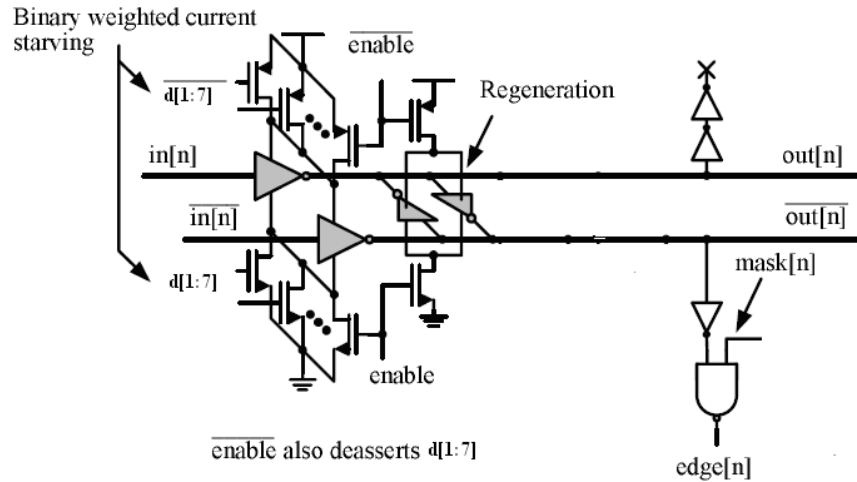 Binary weighted current
starving
enable
d[1:7]
Regeneration
in[n]
out[n]
in[n]
out[n]
d[1:7]
mask[n]
enable
enable also deasserts d[1:7]
edge[n]